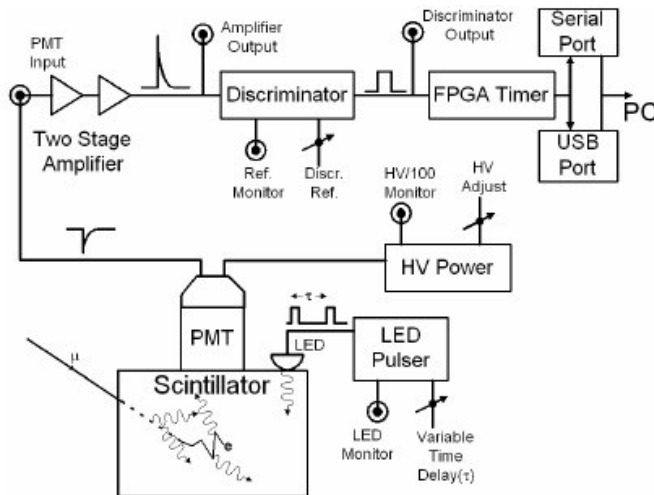 Amplifier
Output
Discriminator
Output
Serial
Port
PMT
Input
Discriminator
FPGA Timer
PC
Two Stage
Amplifier
USB
Port
Ref.
Monitor
Discr.
Ref.
HV/100
Monitor
HV
Adjust
HV Power
τ
PMT
LED
LED
Pulser
μ
Scintillator
e
LED
Monitor
Variable
Time
Delay(τ)